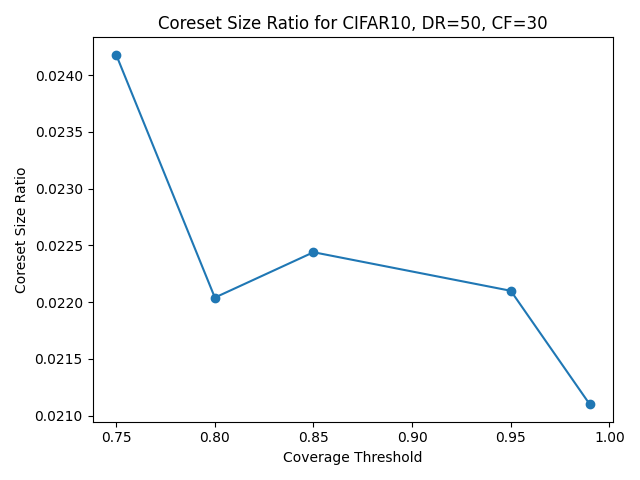 Coreset Size Ratio for CIFAR10, DR=50, CF=30
Coreset Size Ratio
0.0240
0.0235
0.0230
0.0225
0.0220
0.0215
0.0210
0.75 0.80 0.85 0.90 0.95 1.00
Coverage Threshold